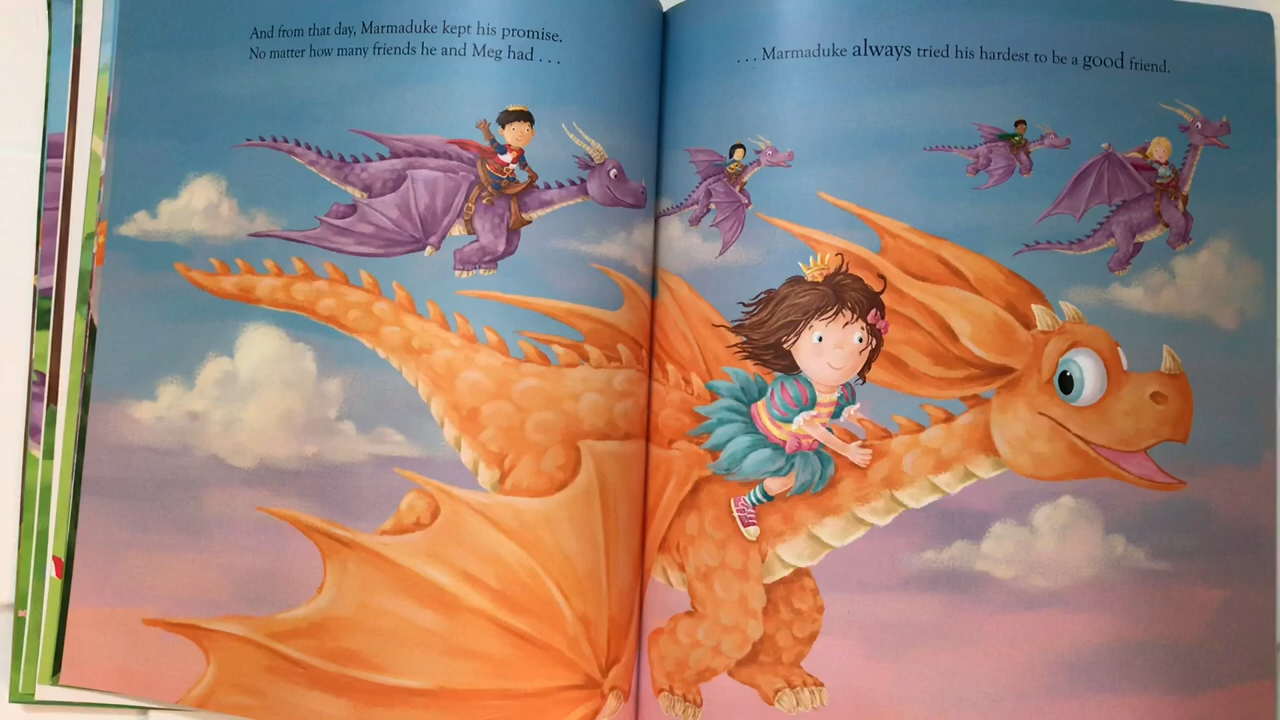 And from that day, Marmaduke kept his promise.
No matter how many friends he and Meg had . . .
. . . Marmaduke always tried his hardest to be a good friend.